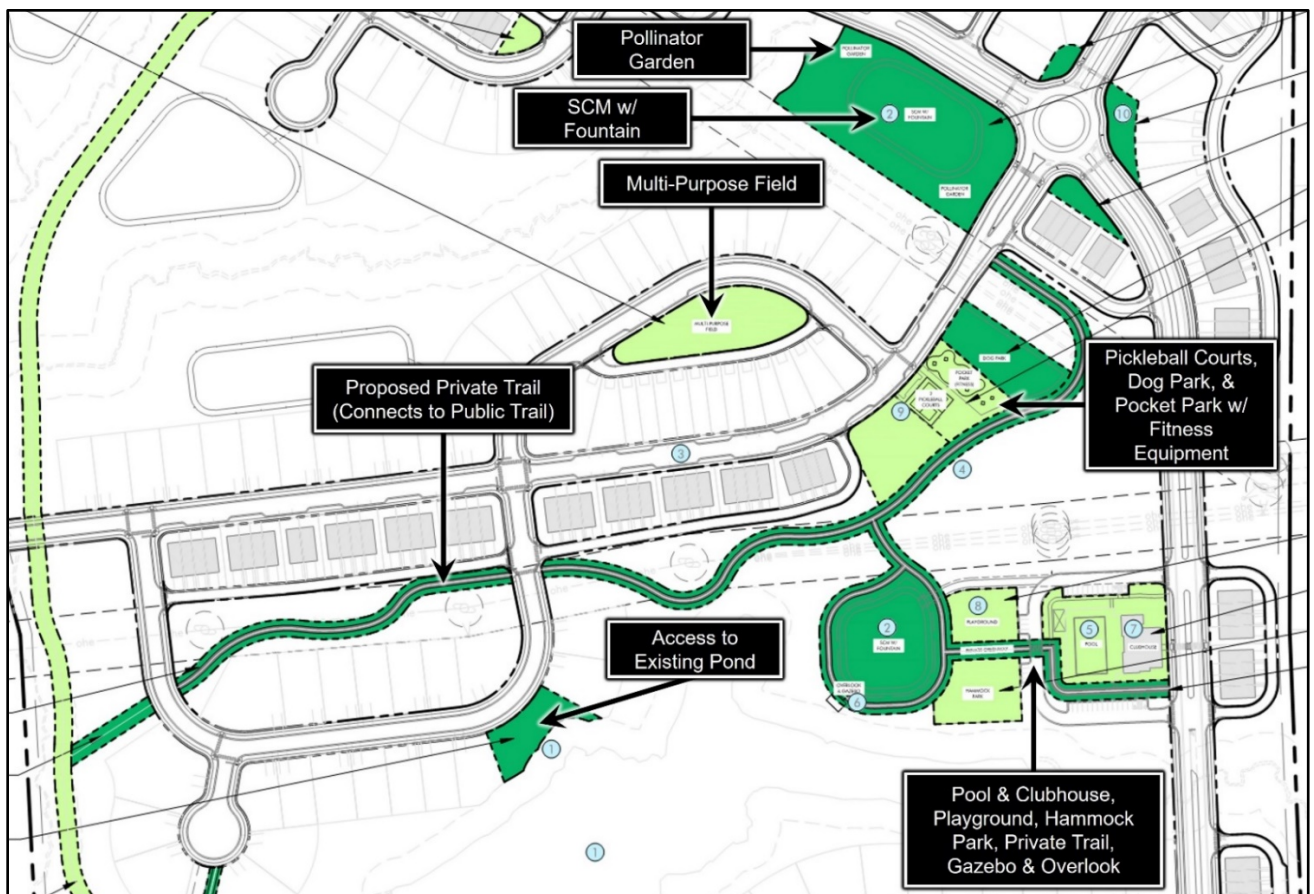 Pollinator
Garden
POLLINATOR
GARDEN
SCM w/
Fountain
2
SCM W/
FOUNTAIN
10
Multi-Purpose Field
POLLINATOR
GARDEN
MULTI-PURPOSE
FIELD
DOG PARK
POCKET
PARK
(FITNESS)
2
PICKLEBALL
COURTS
9
Pickleball Courts,
Dog Park, &
Pocket Park w/
Fitness
Equipment
Proposed Private Trail
(Connects to Public Trail)
3
4
ohe
8
PLAYGROUND
2
SCM W/
FOUNTAIN
5
POOL
7
CLUBHOUSE
HAMMOCK
PARK
OVERLOOK
& GAZEBO
6
Access to
Existing Pond
1
Pool & Clubhouse,
Playground, Hammock
Park, Private Trail,
Gazebo & Overlook
1